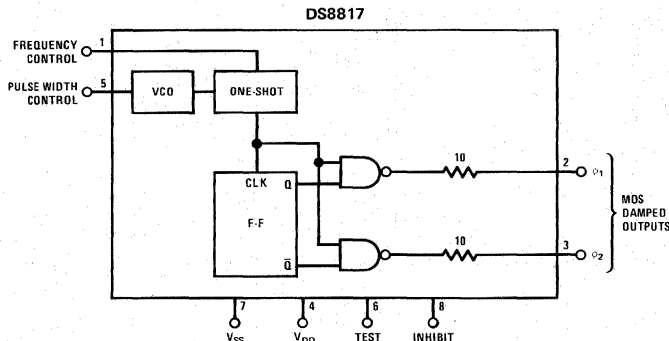 DS8817
FREQUENCY
CONTROL
1
PULSE WIDTH
CONTROL
5
VCO
ONE-SHOT
CLK
Q
F-F
Q̅
10
2
φ1
10
3
φ2
MOS
DAMPED
OUTPUTS
7
4
6
8
VSS
VDD
TEST
INHIBIT